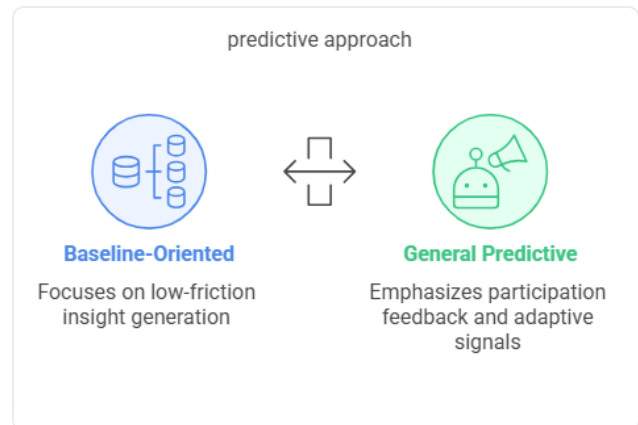 predictive approach
Baseline-Oriented
Focuses on low-friction
insight generation
General Predictive
Emphasizes participation
feedback and adaptive
signals